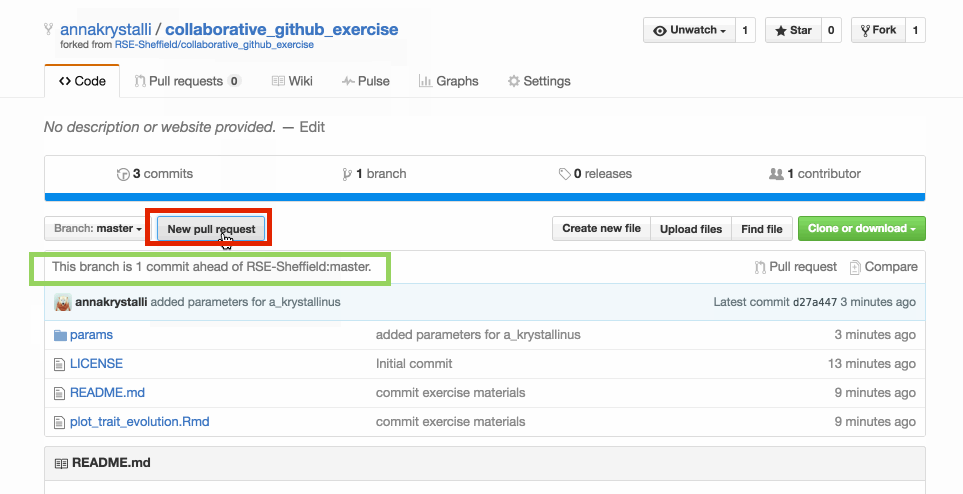 annakrystalli / collaborative_github_exercise
forked from RSE-Sheffield/collaborative_github_exercise
Unwatch 1 Star 0 Fork 1
Code Pull requests 0 Wiki Pulse Graphs Settings
No description or website provided. — Edit
3 commits 1 branch 0 releases 1 contributor
Branch: master New pull request Create new file Upload files Find file Clone or download
This branch is 1 commit ahead of RSE-Sheffield:master. Pull request Compare
annakrystalli added parameters for a_krystallinus Latest commit d27a447 3 minutes ago
params added parameters for a_krystallinus 3 minutes ago
LICENSE Initial commit 13 minutes ago
README.md commit exercise materials 9 minutes ago
plot_trait_evolution.Rmd commit exercise materials 9 minutes ago
README.md